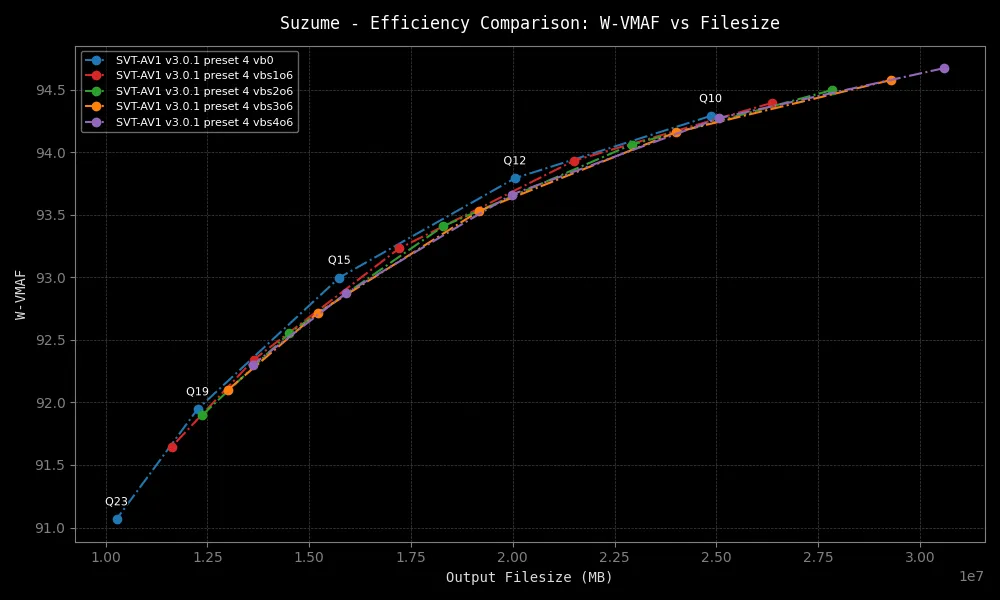 Suzume - Efficiency Comparison: W-VMAF vs Filesize
SVT-AV1 v3.0.1 preset 4 vb0
SVT-AV1 v3.0.1 preset 4 vbs1o6
SVT-AV1 v3.0.1 preset 4 vbs2o6
SVT-AV1 v3.0.1 preset 4 vbs3o6
SVT-AV1 v3.0.1 preset 4 vbs4o6
94.5
94.0
93.5
93.0
92.5
92.0
91.5
91.0
W-VMAF
Q10
Q12
Q15
Q19
Q23
1.00 1.25 1.50 1.75 2.00 2.25 2.50 2.75 3.00
1e7
Output Filesize (MB)